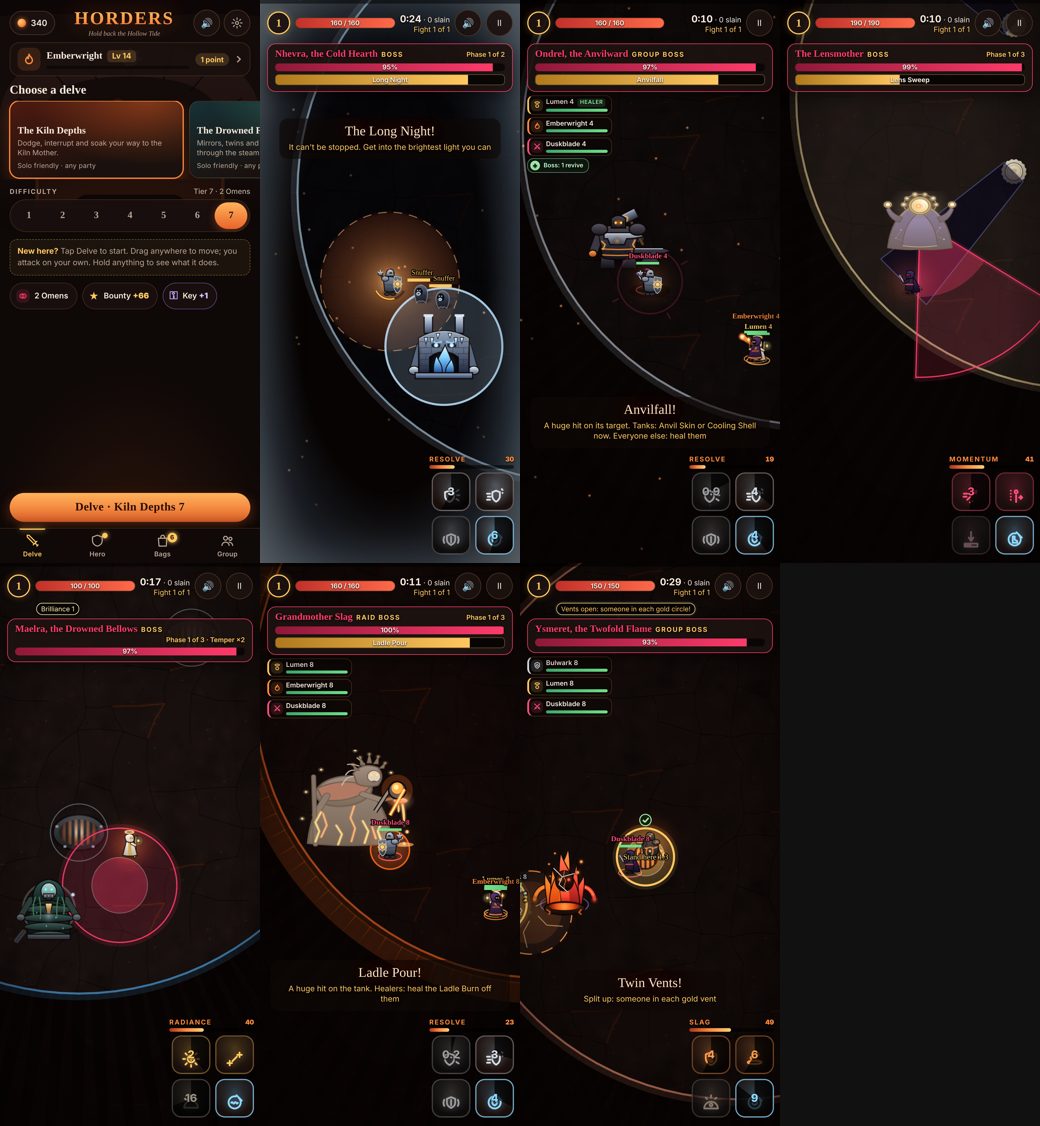 340
HORDERS
Hold back the Hollow Tide
Emberwright Lv 14
1 point
Choose a delve
The Kiln Depths
Dodge, interrupt and soak your way to the
Kiln Mother.
Solo friendly · any party
The Drowned F
Mirrors, twins and
through the steam
Solo friendly · any p
DIFFICULTY
Tier 7 · 2 Omens
1 2 3 4 5 6 7
New here? Tap Delve to start. Drag anywhere to move; you
attack on your own. Hold anything to see what it does.
2 Omens
Bounty +66
Key +1
Delve · Kiln Depths 7
6
Delve
Hero
Bags
Group
1
160 / 160
0:24 · 0 slain
Fight 1 of 1
Nhevra, the Cold Hearth BOSS
Phase 1 of 2
95%
Long Night
The Long Night!
It can't be stopped. Get into the brightest light you can
Snuffer
Snuffer
RESOLVE 30
3
6
1
160 / 160
0:10 · 0 slain
Fight 1 of 1
Ondrel, the Anvilward GROUP BOSS
97%
Anvilfall
Lumen 4 HEALER
Emberwright 4
Duskblade 4
Boss: 1 revive
Duskblade 4
Emberwright 4
Lumen 4
Anvilfall!
A huge hit on its target. Tanks: Anvil Skin or Cooling Shell
now. Everyone else: heal them
RESOLVE 19
4
1
190 / 190
0:10 · 0 slain
Fight 1 of 1
The Lensmother BOSS
Phase 1 of 3
99%
Lens Sweep
MOMENTUM 41
3
1
100 / 100
0:17 · 0 slain
Fight 1 of 1
Brilliance 1
Maelra, the Drowned Bellows BOSS
Phase 1 of 3 · Temper ×2
97%
RADIANCE 40
2
16
1
160 / 160
0:11 · 0 slain
Fight 1 of 1
Grandmother Slag RAID BOSS
Phase 1 of 3
100%
Ladle Pour
Lumen 8
Emberwright 8
Duskblade 8
Duskblade 8
Emberwright 8
Ladle Pour!
A huge hit on the tank. Healers: heal the Ladle Burn off
them
RESOLVE 23
0.2
3
4
1
150 / 150
0:29 · 0 slain
Fight 1 of 1
Vents open: someone in each gold circle!
Ysmeret, the Twofold Flame GROUP BOSS
93%
Bulwark 8
Lumen 8
Duskblade 8
Duskblade 8
Twin Vents!
Split up: someone in each gold vent
SLAG 49
4
6
9